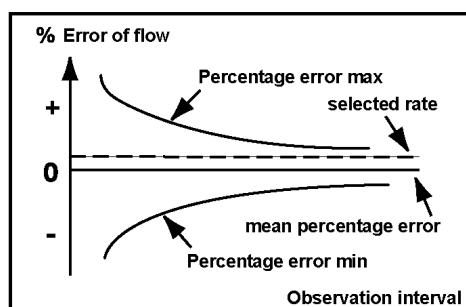 % Error of flow
Percentage error max
+
selected rate
0
mean percentage error
-
Percentage error min
Observation interval